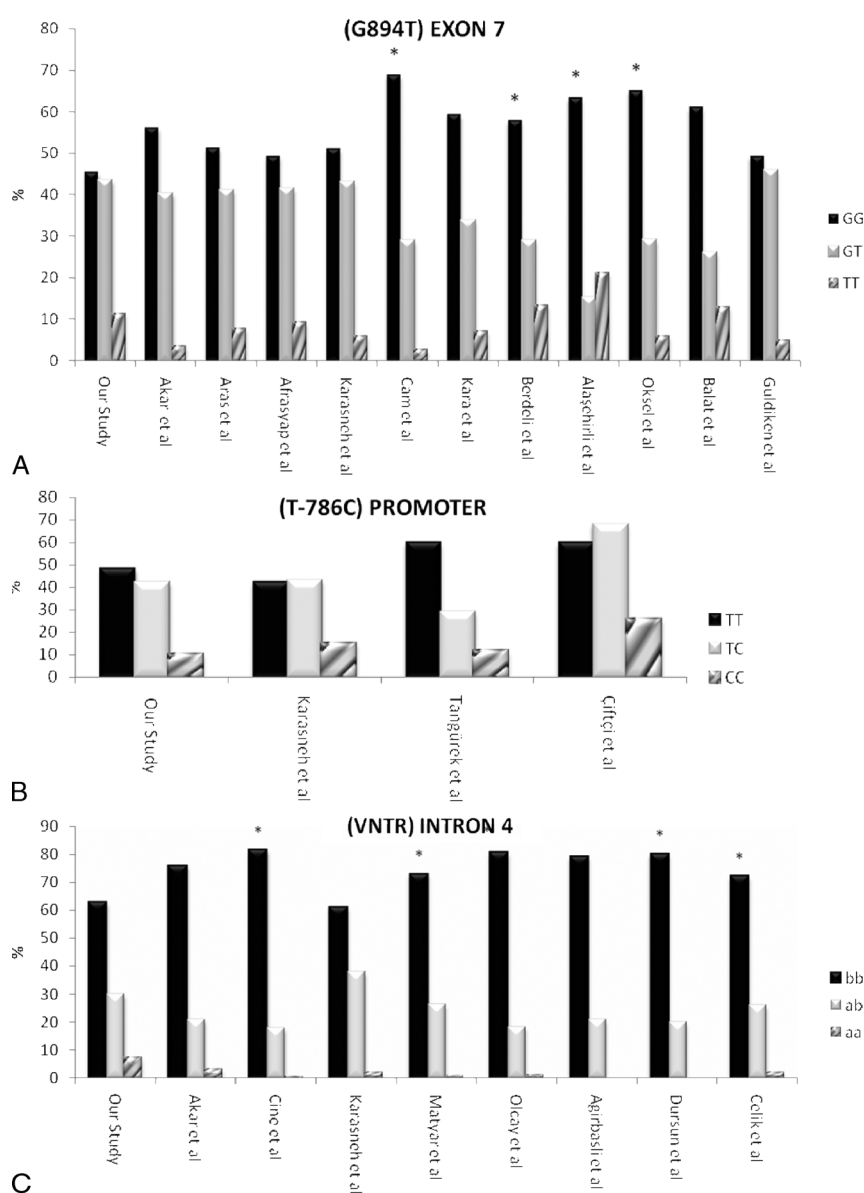 (G894T) EXON 7
80
70
60
50
40
30
20
10
0
%
* * * *
GG
GT
TT
Our Study
Akar et al
Aras et al
Afrasyap et al
Karasneh et al
Cam et al
Kara et al
Berdeli et al
Alaşehirli et al
Oksel et al
Balat et al
Guldiken et al
A
(T-786C) PROMOTER
80
70
60
50
40
30
20
10
0
%
TT
TC
CC
Our Study
Karasneh et al
Tangürek et al
Çiftçi et al
B
(VNTR) INTRON 4
90
80
70
60
50
40
30
20
10
0
%
* * * *
bb
ab
aa
Our Study
Akar et al
Cine et al
Karasneh et al
Matyar et al
Olcay et al
Agirbasli et al
Dursun et al
Celik et al
C